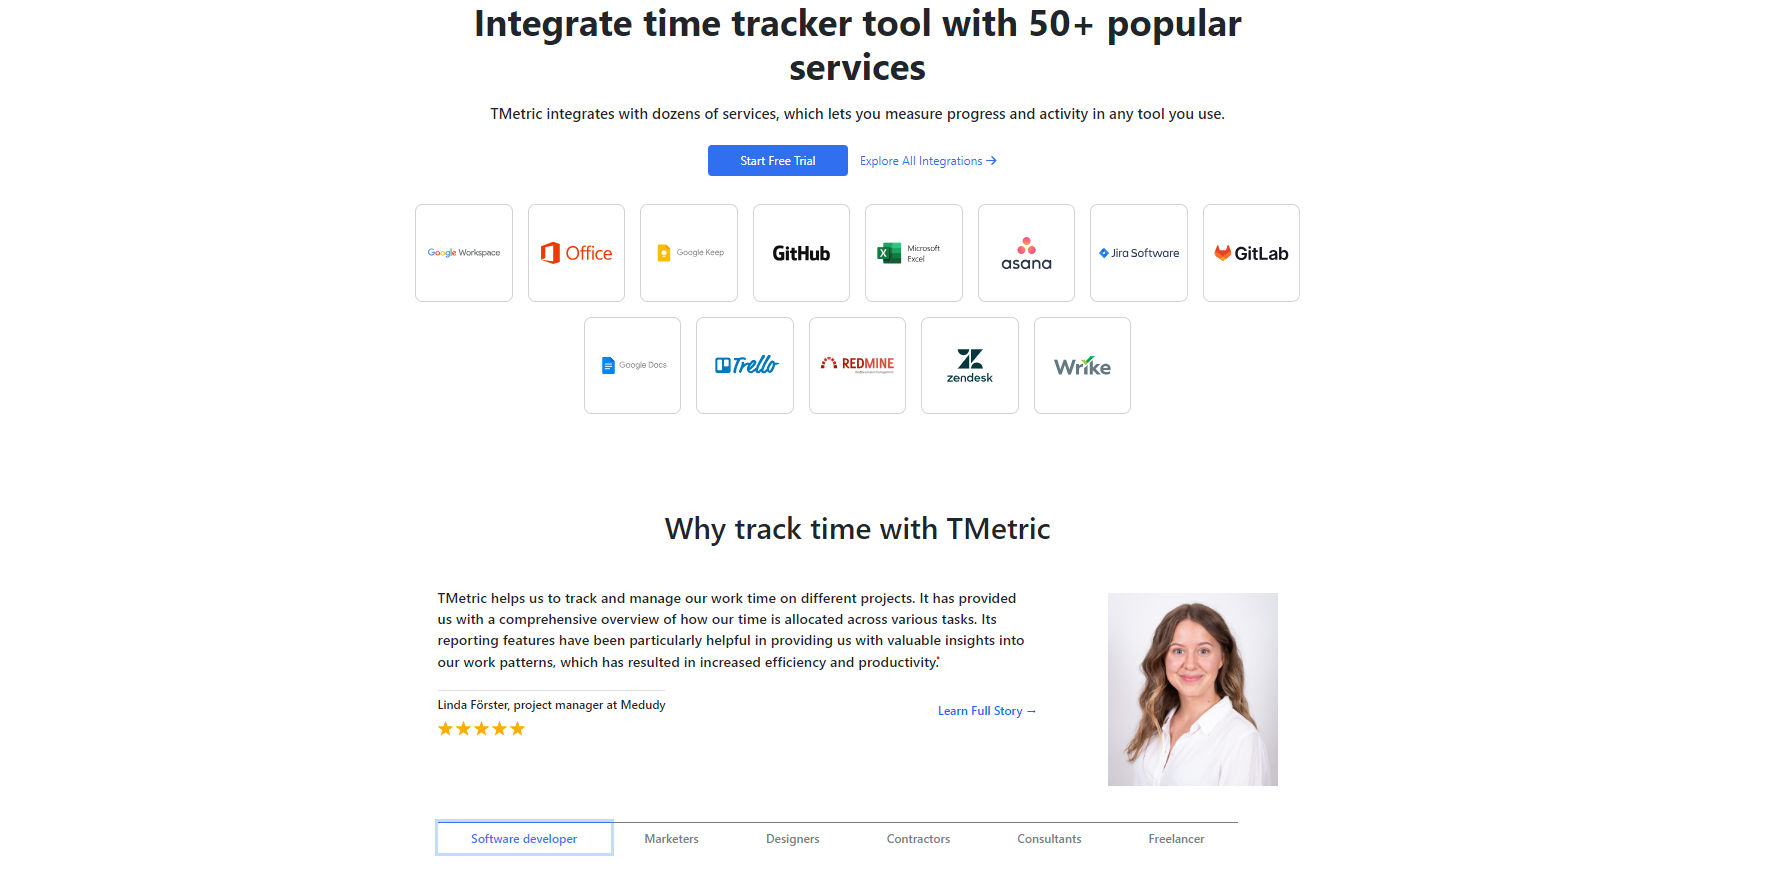 Integrate time tracker tool with 50+ popular
services
TMetric integrates with dozens of services, which lets you measure progress and activity in any tool you use.
Start Free Trial
Explore All Integrations →
Google Workspace
Office
Google Keep
GitHub
Microsoft
Excel
asana
Jira Software
GitLab
Google Docs
Trello
REDMINE
zendesk
Wrike
Why track time with TMetric
TMetric helps us to track and manage our work time on different projects. It has provided
us with a comprehensive overview of how our time is allocated across various tasks. Its
reporting features have been particularly helpful in providing us with valuable insights into
our work patterns, which has resulted in increased efficiency and productivity.
Linda Förster, project manager at Medudy
Learn Full Story →
Software developer
Marketers
Designers
Contractors
Consultants
Freelancer